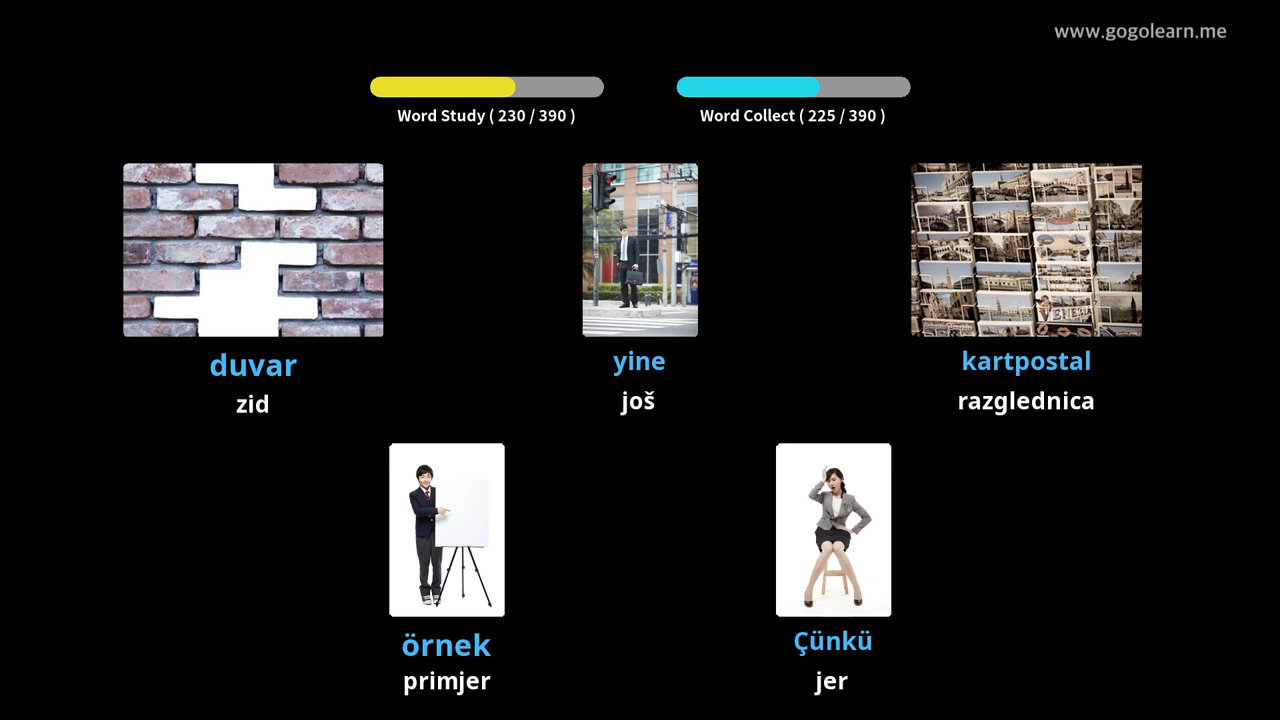 www.gogolearn.me
Word Study ( 230 / 390 )
Word Collect ( 225 / 390 )
duvar
zid
yine
još
kartpostal
razglednica
VENEZIA
örnek
primjer
Çünkü
jer